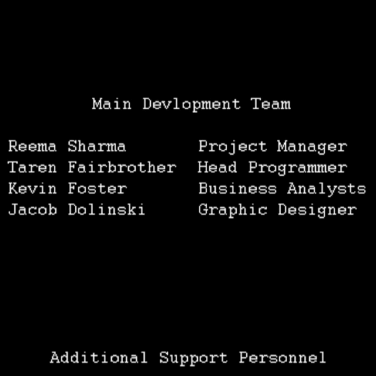 Main Devlopment Team
Reema Sharma Project Manager
Taren Fairbrother Head Programmer
Kevin Foster Business Analysts
Jacob Dolinski Graphic Designer
Additional Support Personnel